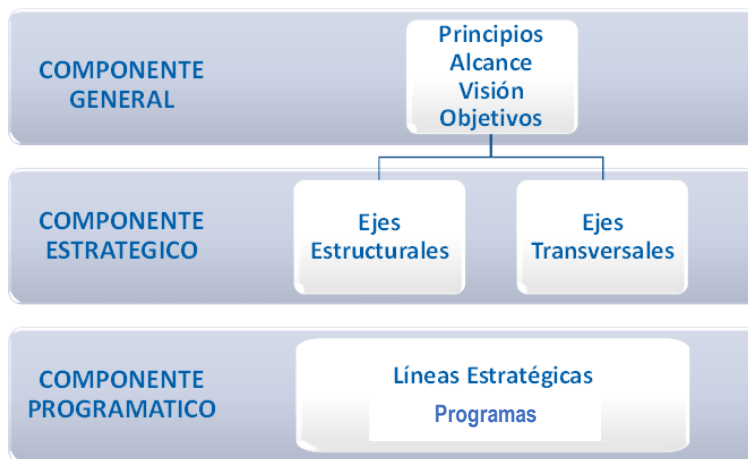 COMPONENTE
GENERAL
Principios
Alcance
Visión
Objetivos
COMPONENTE
ESTRATEGICO
Ejes
Estructurales
Ejes
Transversales
COMPONENTE
PROGRAMATICO
Líneas Estratégicas
Programas